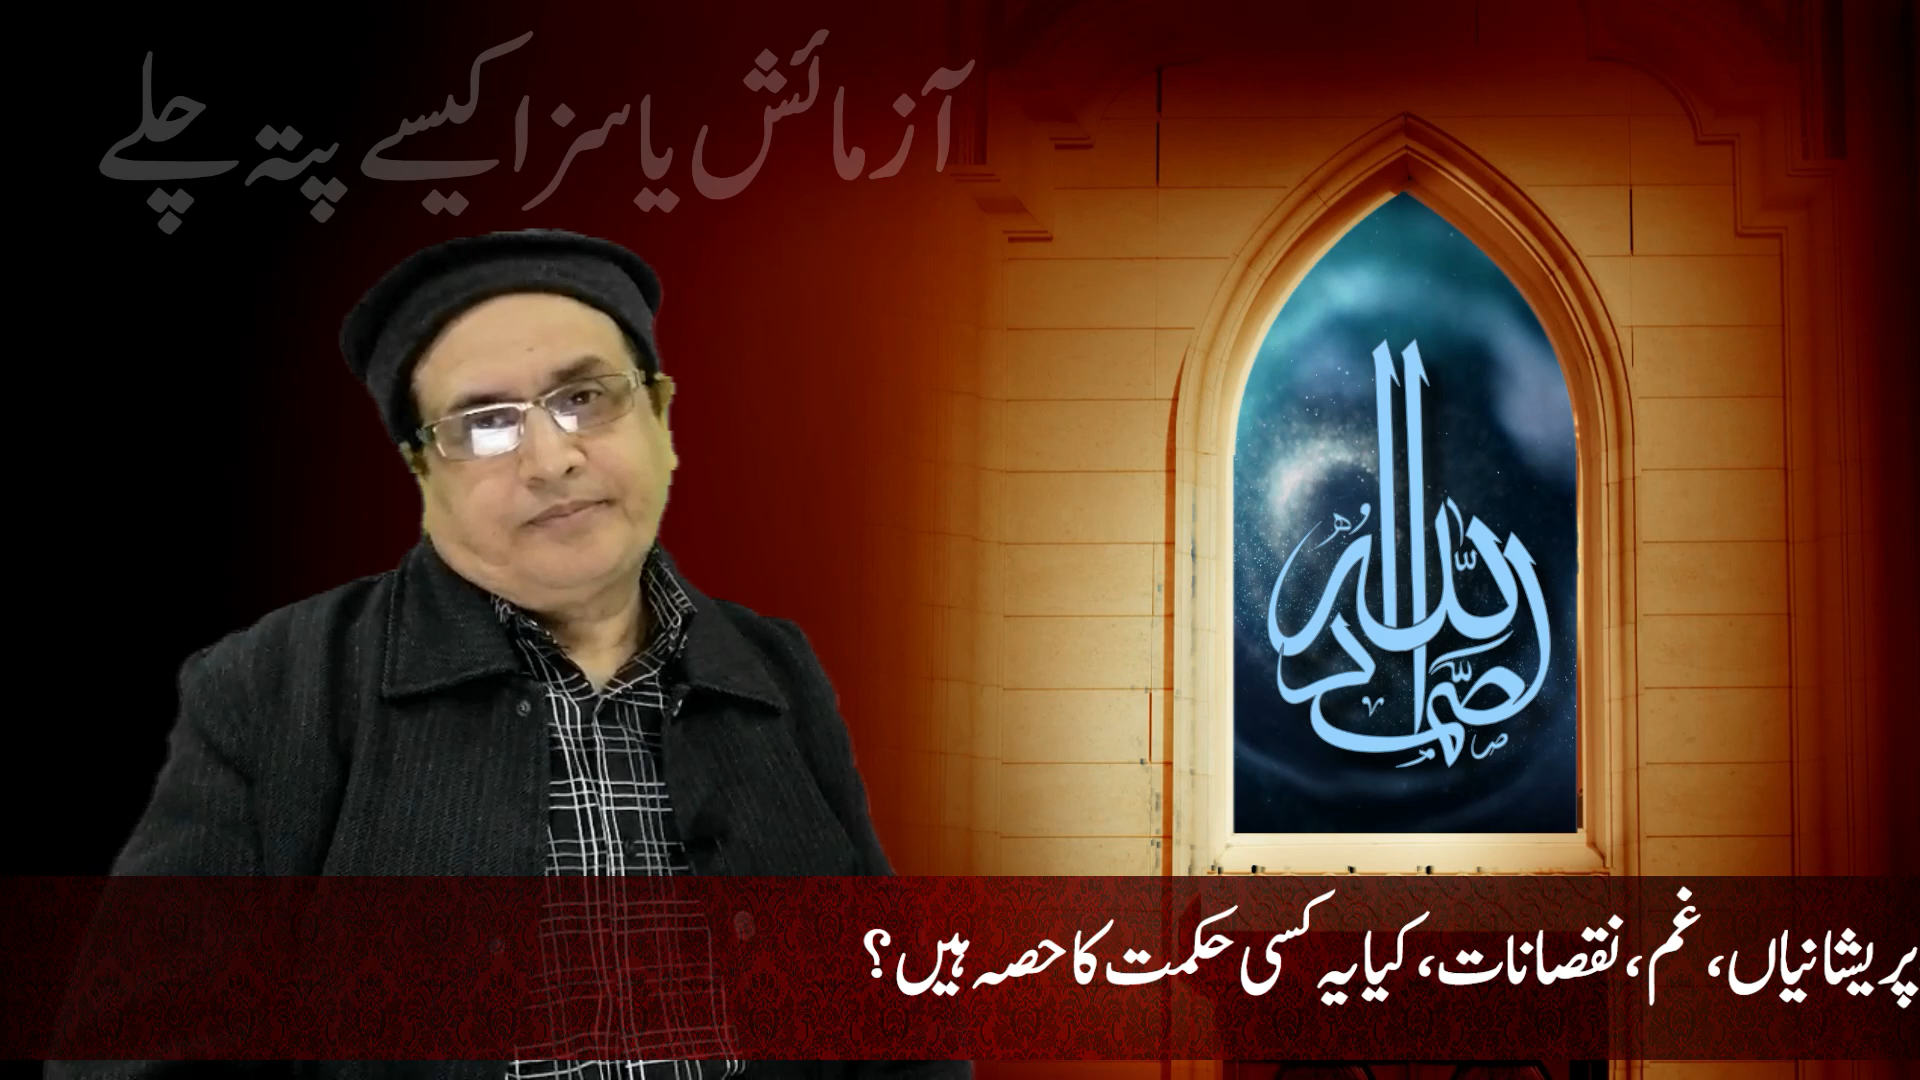 آزمائش یا سزا کیسے پتہ چلے
اللہ الصمد
پریشانیاں، غم، نقصانات، کیا یہ کسی حکمت کا حصہ ہیں؟